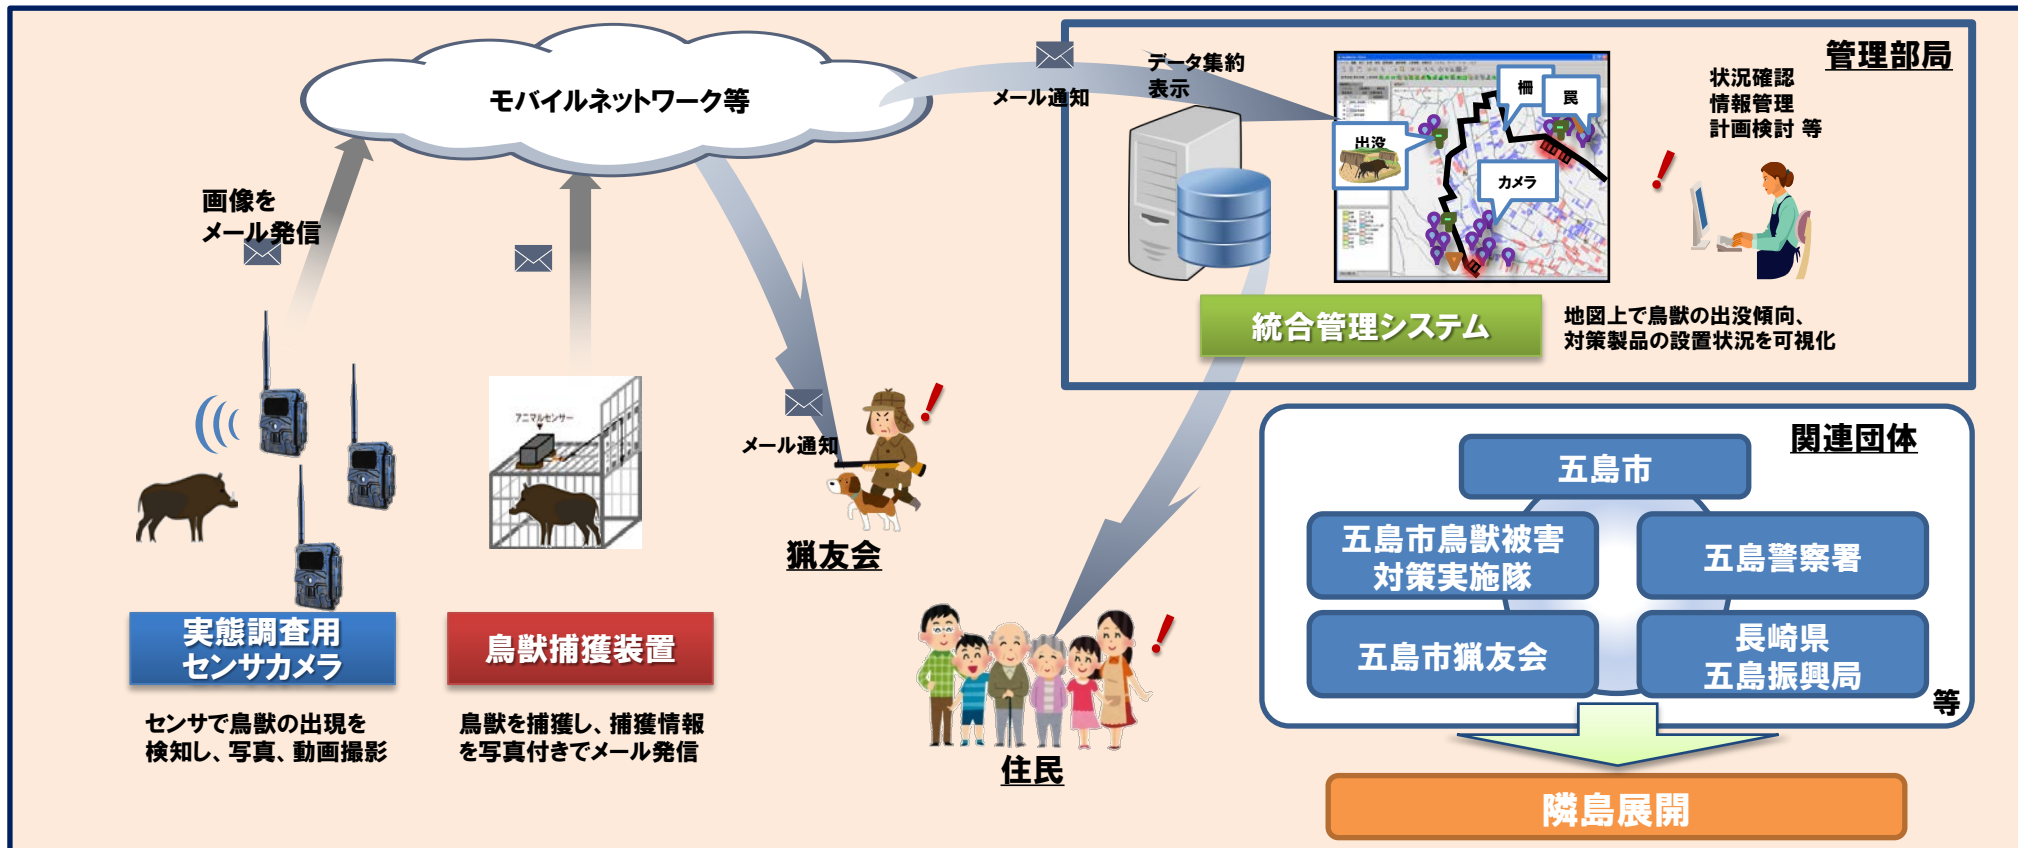 モバイルネットワーク等
画像を
メール発信
メール通知
データ集約
表示
管理部局
状況確認
情報管理
計画検討 等
柵
罠
出没
カメラ
統合管理システム
地図上で鳥獣の出没傾向、
対策製品の設置状況を可視化
アニマルセンサー
メール通知
猟友会
実態調査用
センサカメラ
センサで鳥獣の出現を
検知し、写真、動画撮影
鳥獣捕獲装置
鳥獣を捕獲し、捕獲情報
を写真付きでメール発信
住民
関連団体
五島市
五島市鳥獣被害
対策実施隊
五島警察署
五島市猟友会
長崎県
五島振興局
等
隣島展開